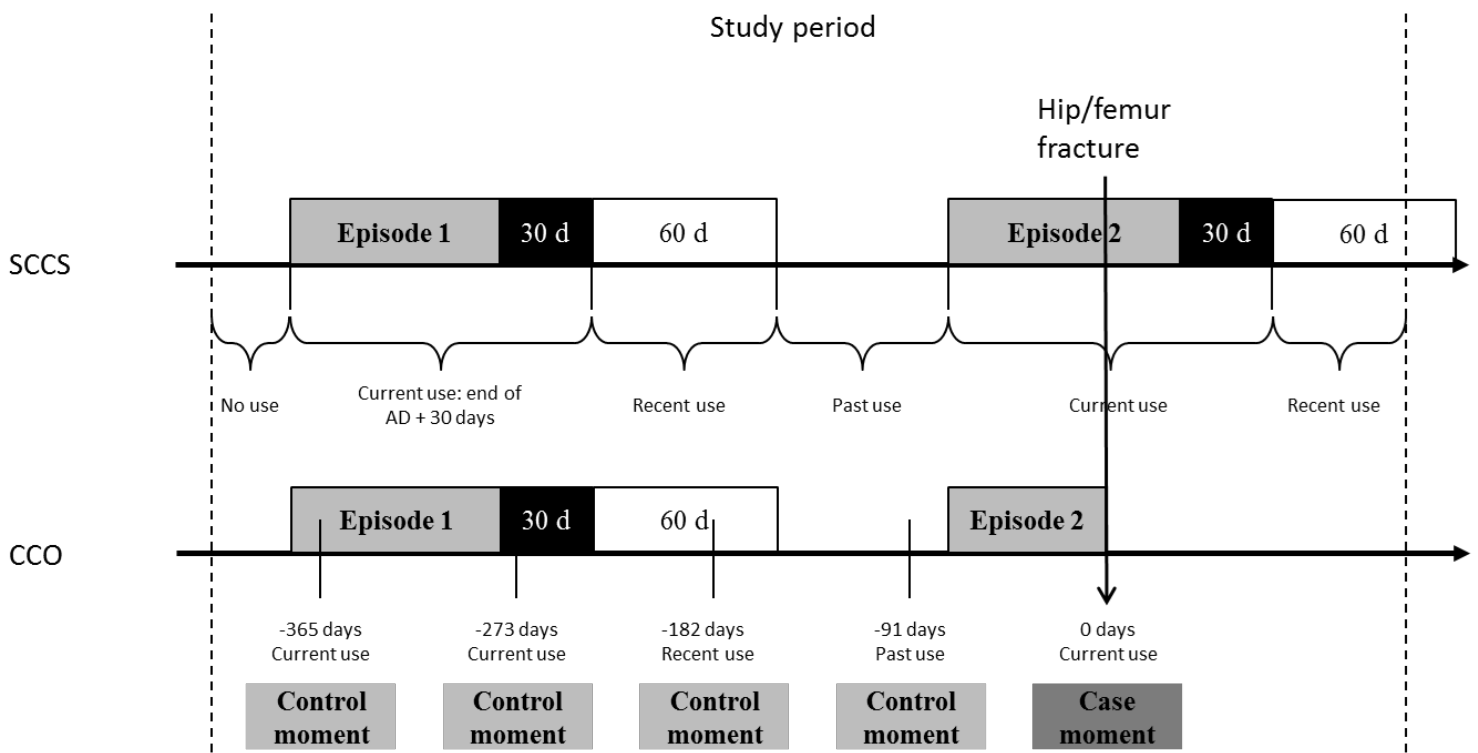 Study period
Hip/femur
fracture
SCCS
Episode 1
30 d
60 d
Episode 2
30 d
60 d
No use
Current use: end of
AD + 30 days
Recent use
Past use
Current use
Recent use
CCO
Episode 1
30 d
60 d
Episode 2
-365 days
Current use
-273 days
Current use
-182 days
Recent use
-91 days
Past use
0 days
Current use
Control
moment
Control
moment
Control
moment
Control
moment
Case
moment